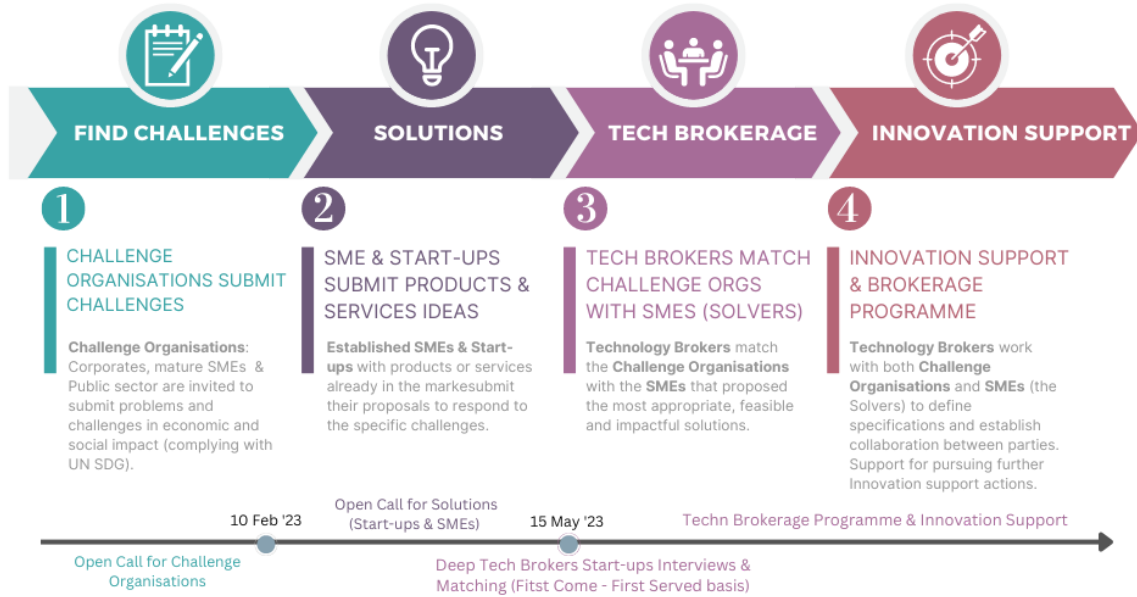 FIND CHALLENGES
SOLUTIONS
TECH BROKERAGE
INNOVATION SUPPORT
1
CHALLENGE
ORGANISATIONS SUBMIT
CHALLENGES
Challenge Organisations:
Corporates, mature SMEs & 
Public sector are invited to
submit problems and
challenges in economic and
social impact (complying with
UN SDG).
2
SME & START-UPS
SUBMIT PRODUCTS &
SERVICES IDEAS
Established SMEs & Start-
ups with products or services
already in the markesubmit
their proposals to respond to
the specific challenges.
3
TECH BROKERS MATCH
CHALLENGE ORGS
WITH SMES (SOLVERS)
Technology Brokers match
the Challenge Organisations
with the SMEs that proposed
the most appropriate, feasible
and impactful solutions.
4
INNOVATION SUPPORT
& BROKERAGE
PROGRAMME
Technology Brokers work
with both Challenge
Organisations and SMEs (the
Solvers) to define
specifications and establish
collaboration between parties.
Support for pursuing further
Innovation support actions.
10 Feb '23
Open Call for Solutions
(Start-ups & SMEs)
15 May '23
Techn Brokerage Programme & Innovation Support
Open Call for Challenge
Organisations
Deep Tech Brokers Start-ups Interviews &
Matching (Fitst Come - First Served basis)